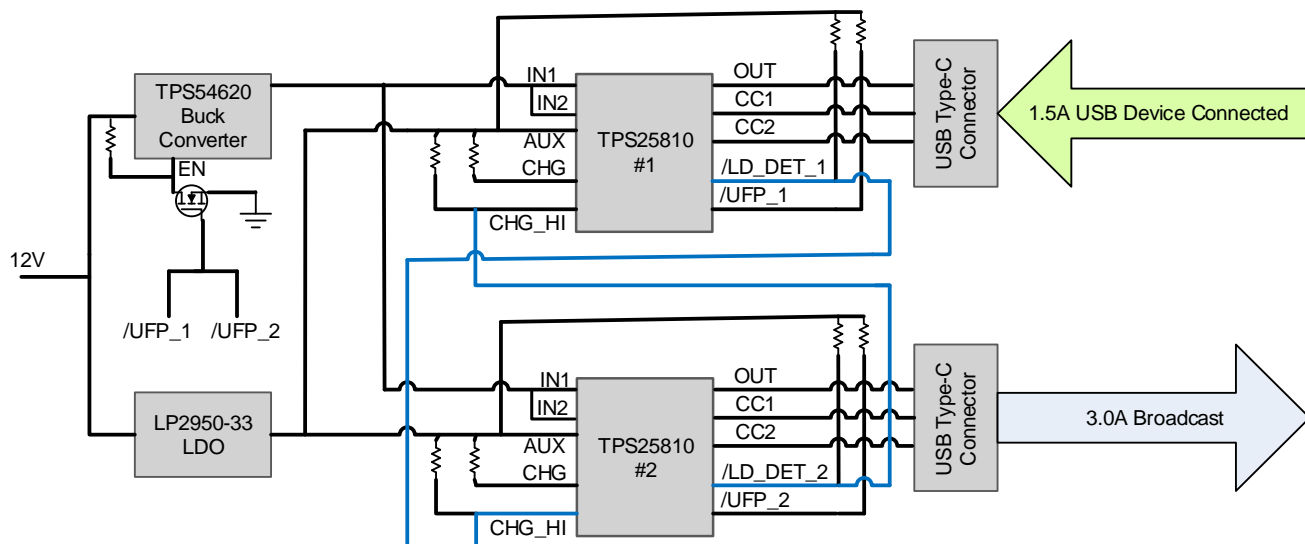 TPS54620
Buck
Converter
EN
12V
/UFP_1
/UFP_2
LP2950-33
LDO
IN1
IN2
AUX
CHG
CHG_HI
TPS25810
#1
OUT
CC1
CC2
/LD_DET_1
/UFP_1
USB Type-C
Connector
1.5A USB Device Connected
IN1
IN2
AUX
CHG
CHG_HI
TPS25810
#2
OUT
CC1
CC2
/LD_DET_2
/UFP_2
USB Type-C
Connector
3.0A Broadcast